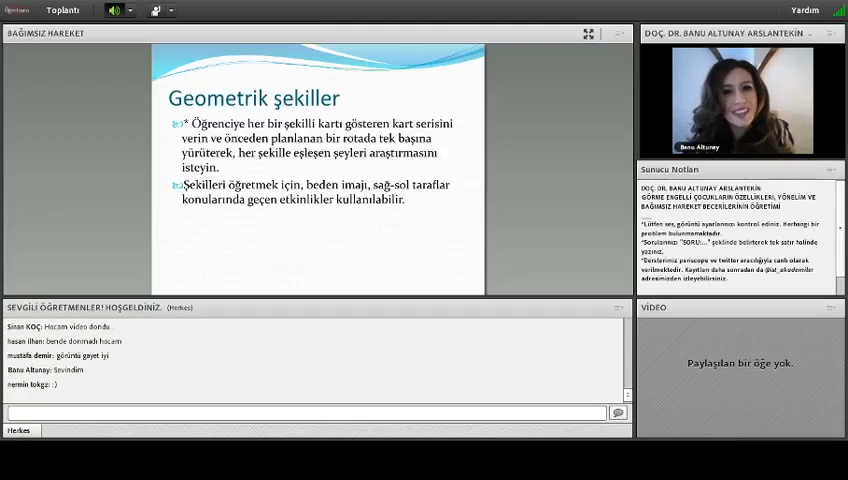 Öğretmen Toplantı Yardım
BAĞIMSIZ HAREKET
Geometrik şekiller
* Öğrenciye her bir şekilli kartı gösteren kart serisini
verin ve önceden planlanan bir rotada tek başına
yürüterek, her şekille eşleşen şeyleri araştırmasını
isteyin.
Şekilleri öğretmek için, beden imajı, sağ-sol taraflar
konularında geçen etkinlikler kullanılabilir.
DOÇ. DR. BANU ALTUNAY ARSLANTEKİN ..
Banu Altunay
Sunucu Notları
DOÇ. DR. BANU ALTUNAY ARSLANTEKİN
GÖRME ENGELLİ ÇOCUKLARIN ÖZELLİKLERİ, YÖNELİM VE
BAĞIMSIZ HAREKET BECERİLERİNİN ÖĞRETİMİ
*Lütfen ses, görüntü ayarlarınızı kontrol ediniz. Herhangi bir
problem bulunmamaktadır.
*Sorularınızı "SORU:..." şeklinde belirterek tek satır halinde
yazınız.
*Derslerimiz periscope ve twitter aracılığıyla canlı olarak
verilmektedir. Kayıtları daha sonradan da @ist_akademiler
adresimizden izleyebilirsiniz.
SEVGİLİ ÖĞRETMENLER! HOŞGELDİNİZ. (Herkes)
Sinan KOÇ: Hocam video dondu.
hasan ilhan: bende donmadı hocam
mustafa demir: görüntü gayet iyi
Banu Altunay: Sevindim
nermin tokgz: :)
Herkes
VİDEO
Paylaşılan bir öğe yok.